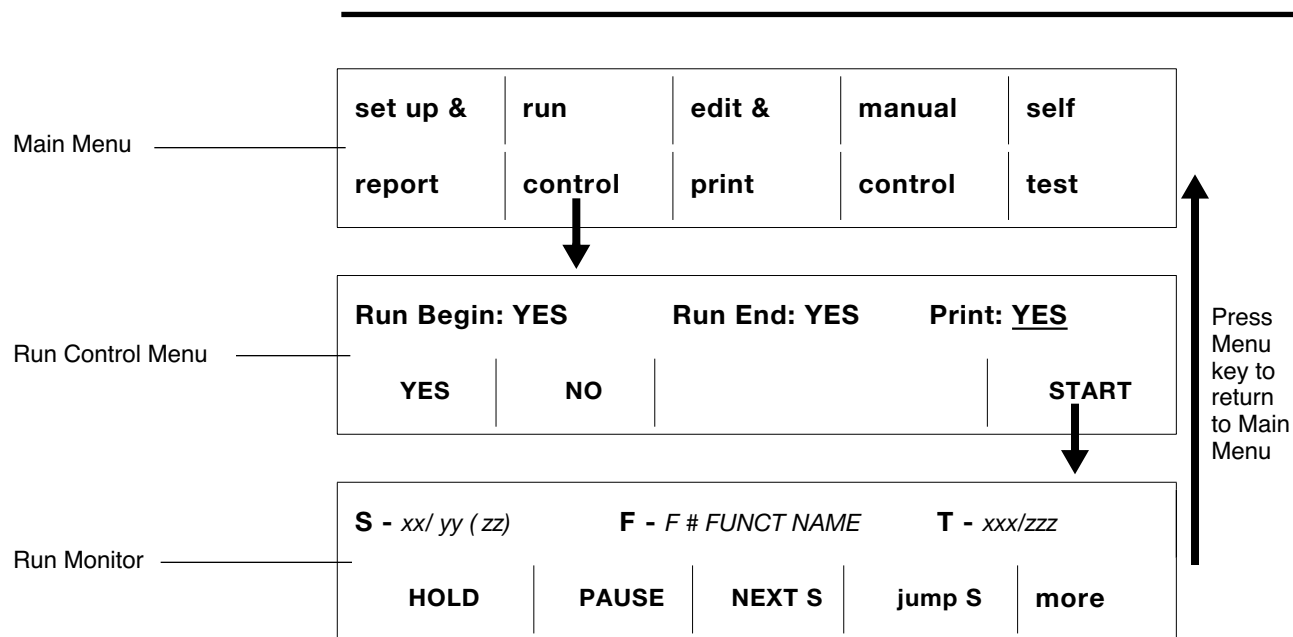 set up & run edit & manual self
Main Menu
report control print control test
Run Begin: YES Run End: YES Print: YES
Run Control Menu
YES NO START
Press
Menu
key to
return
to Main
Menu
S - xx/ yy ( zz) F - F # FUNCT NAME T - xxx/zzz
Run Monitor
HOLD PAUSE NEXT S jump S more